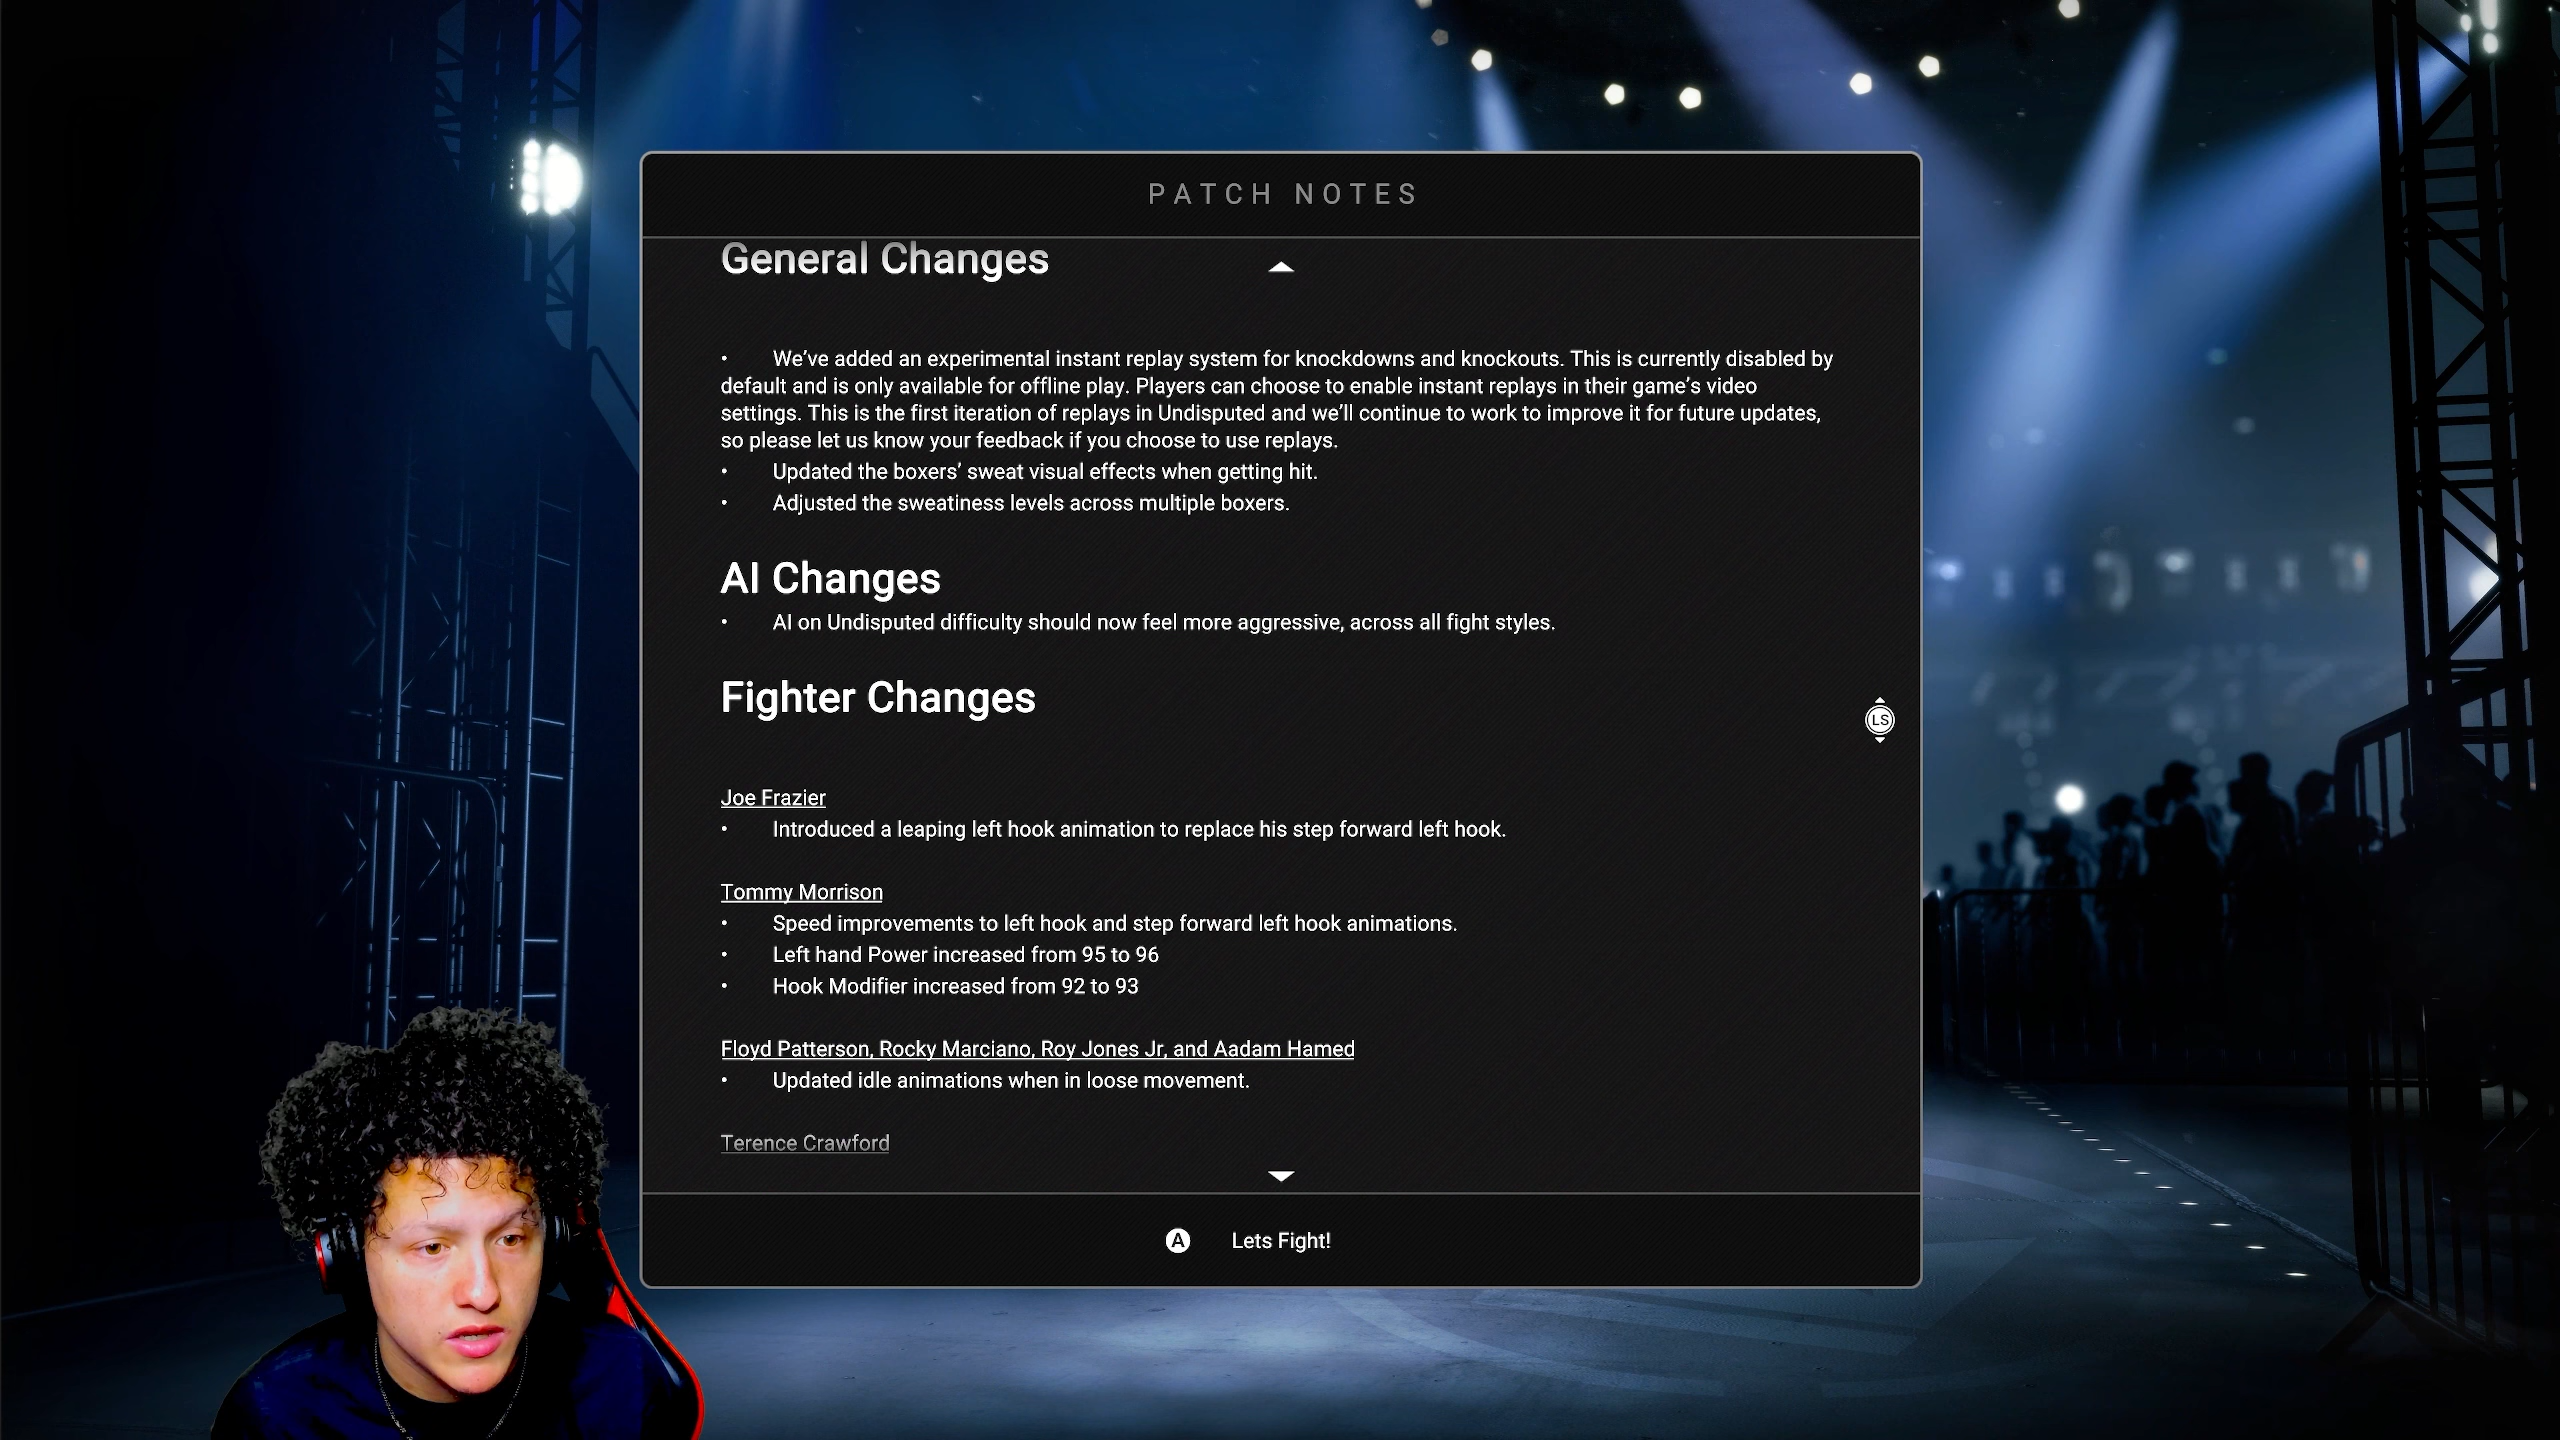 PATCH NOTES
General Changes
• We've added an experimental instant replay system for knockdowns and knockouts. This is currently disabled by
default and is only available for offline play. Players can choose to enable instant replays in their game's video
settings. This is the first iteration of replays in Undisputed and we'll continue to work to improve it for future updates,
so please let us know your feedback if you choose to use replays.
• Updated the boxers' sweat visual effects when getting hit.
• Adjusted the sweatiness levels across multiple boxers.
AI Changes
• AI on Undisputed difficulty should now feel more aggressive, across all fight styles.
Fighter Changes
LS
Joe Frazier
• Introduced a leaping left hook animation to replace his step forward left hook.
Tommy Morrison
• Speed improvements to left hook and step forward left hook animations.
• Left hand Power increased from 95 to 96
• Hook Modifier increased from 92 to 93
Floyd Patterson, Rocky Marciano, Roy Jones Jr, and Aadam Hamed
• Updated idle animations when in loose movement.
Terence Crawford
A Lets Fight!